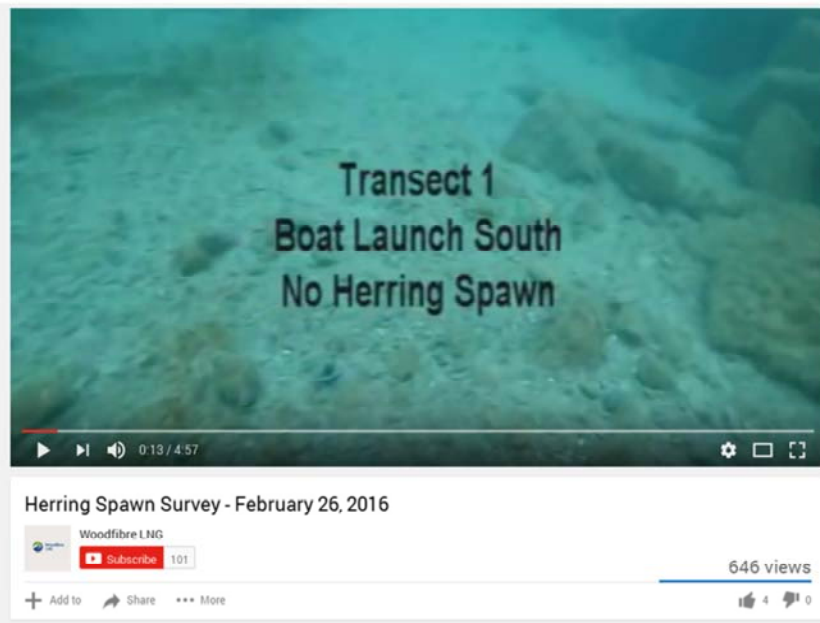 Transect 1
Boat Launch South
No Herring Spawn
0:13 / 4:57
Herring Spawn Survey - February 26, 2016
Woodfibre LNG
Subscribe 101
646 views
Add to Share More
4 0